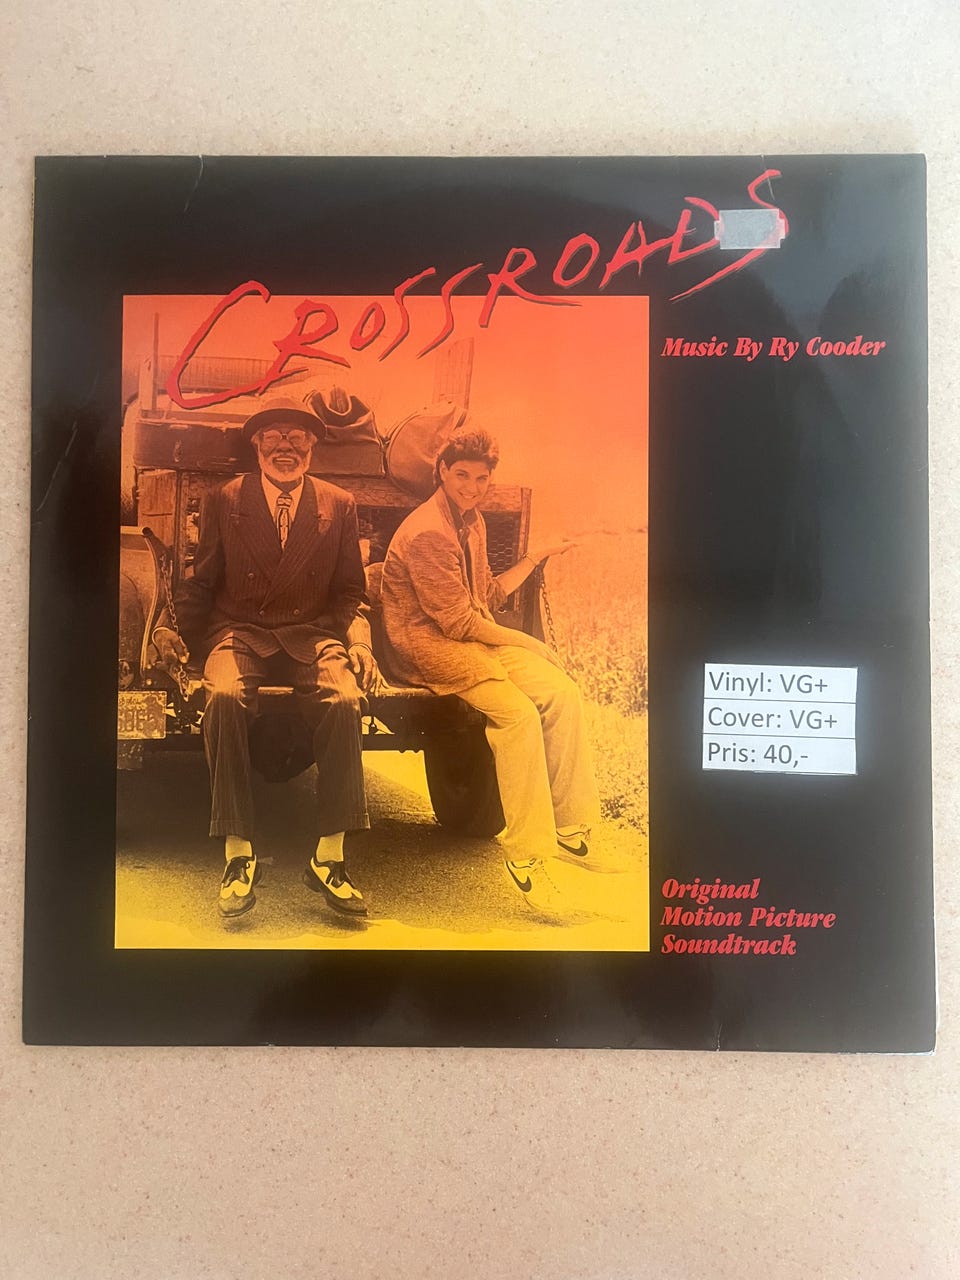 CROSSROADS
Music By Ry Cooder
Vinyl: VG+
Cover: VG+
Pris: 40,-
Original
Motion Picture
Soundtrack